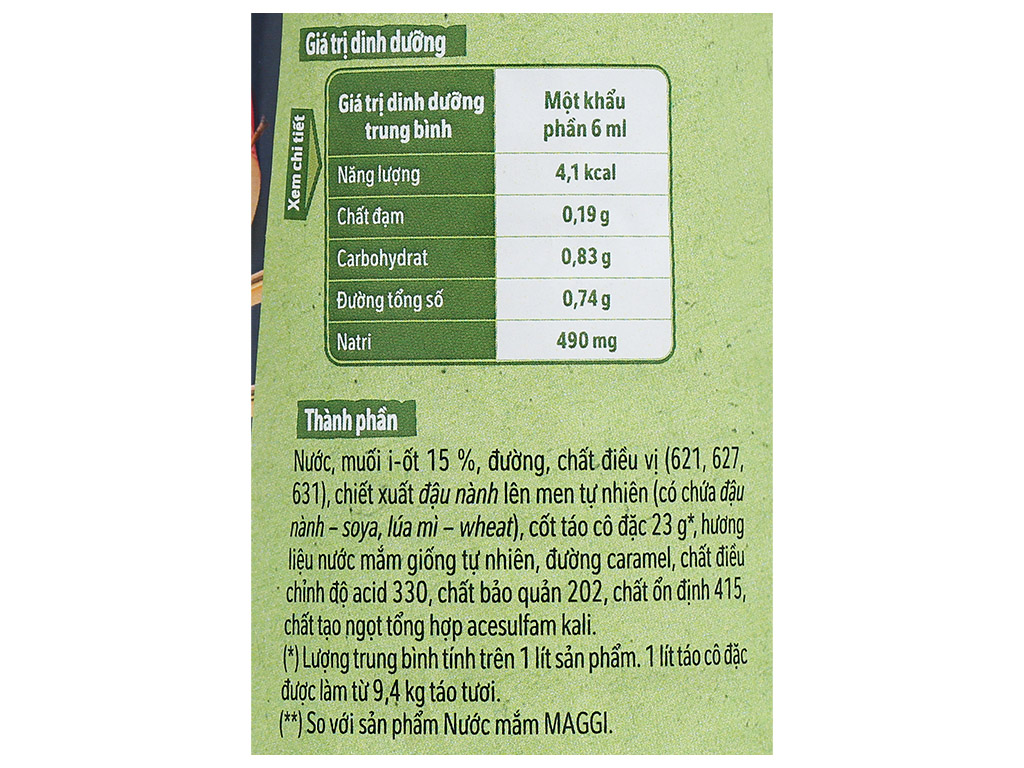 Giá trị dinh dưỡng
Xem chi tiết
Giá trị dinh dưỡng trung bình
Một khẩu phần 6 ml
Năng lượng 4,1 kcal
Chất đạm 0,19 g
Carbohydrat 0,83 g
Đường tổng số 0,74 g
Natri 490 mg
Thành phần
Nước, muối i-ốt 15 %, đường, chất điều vị (621, 627,
631), chiết xuất đậu nành lên men tự nhiên (có chứa đậu
nành – soya, lúa mì – wheat), cốt táo cô đặc 23 g*, hương
liệu nước mắm giống tự nhiên, đường caramel, chất điều
chỉnh độ acid 330, chất bảo quản 202, chất ổn định 415,
chất tạo ngọt tổng hợp acesulfam kali.
(*) Lượng trung bình tính trên 1 lít sản phẩm. 1 lít táo cô đặc
được làm từ 9,4 kg táo tươi.
(**) So với sản phẩm Nước mắm MAGGI.